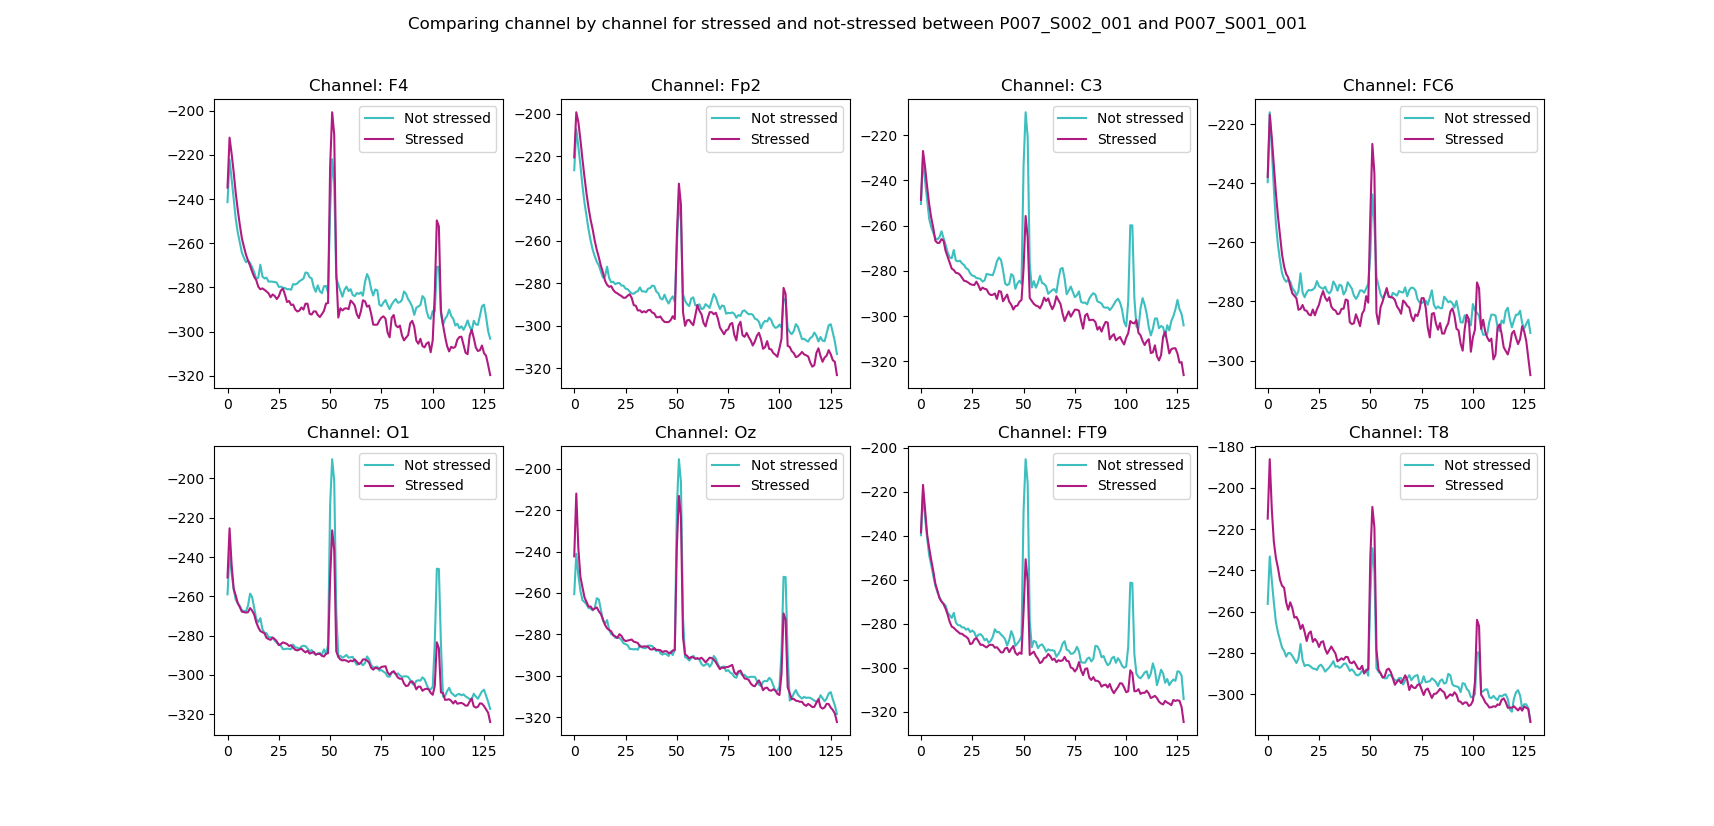 Comparing channel by channel for stressed and not-stressed between P007_S002_001 and P007_S001_001
Channel: F4
−200
−220
−240
−260
−280
−300
−320
0 25 50 75 100 125
Not stressed
Stressed
Channel: Fp2
−200
−220
−240
−260
−280
−300
−320
0 25 50 75 100 125
Not stressed
Stressed
Channel: C3
−220
−240
−260
−280
−300
−320
0 25 50 75 100 125
Not stressed
Stressed
Channel: FC6
−220
−240
−260
−280
−300
0 25 50 75 100 125
Not stressed
Stressed
Channel: O1
−200
−220
−240
−260
−280
−300
−320
0 25 50 75 100 125
Not stressed
Stressed
Channel: Oz
−200
−220
−240
−260
−280
−300
−320
0 25 50 75 100 125
Not stressed
Stressed
Channel: FT9
−200
−220
−240
−260
−280
−300
−320
0 25 50 75 100 125
Not stressed
Stressed
Channel: T8
−180
−200
−220
−240
−260
−280
−300
0 25 50 75 100 125
Not stressed
Stressed